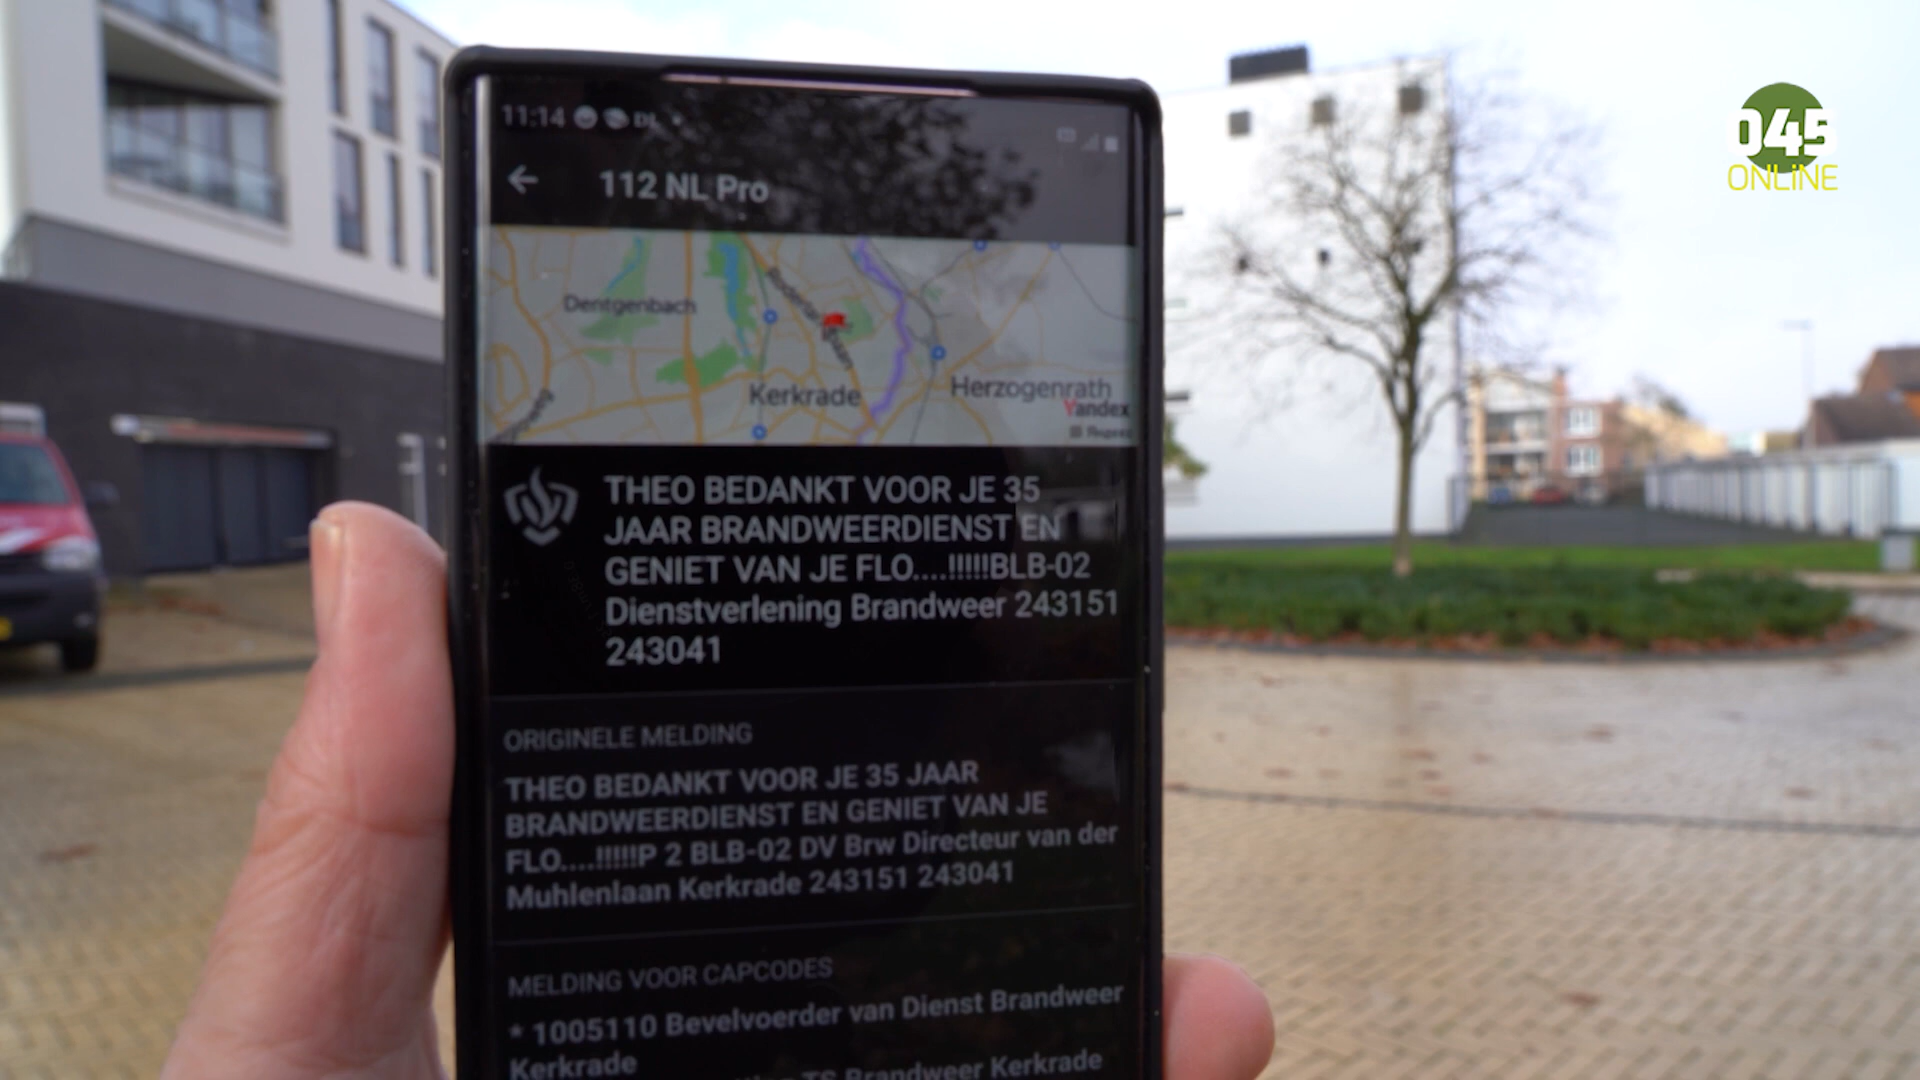 045
ONLiNE
11:14
112 NL Pro
Dentgenbach
Kerkrade
Herzogenrath
Yandex
THEO BEDANKT VOOR JE 35
JAAR BRANDWEERDIENST EN
GENIET VAN JE FLO....!!!!!BLB-02
Dienstverlening Brandweer 243151
243041
ORIGINELE MELDING
THEO BEDANKT VOOR JE 35 JAAR
BRANDWEERDIENST EN GENIET VAN JE
FLO....!!!!!P 2 BLB-02 DV Brw Directeur van der
Muhlenlaan Kerkrade 243151 243041
MELDING VOOR CAPCODES
* 1005110 Bevelvoerder van Dienst Brandweer
Kerkrade
TS Brandweer Kerkrade